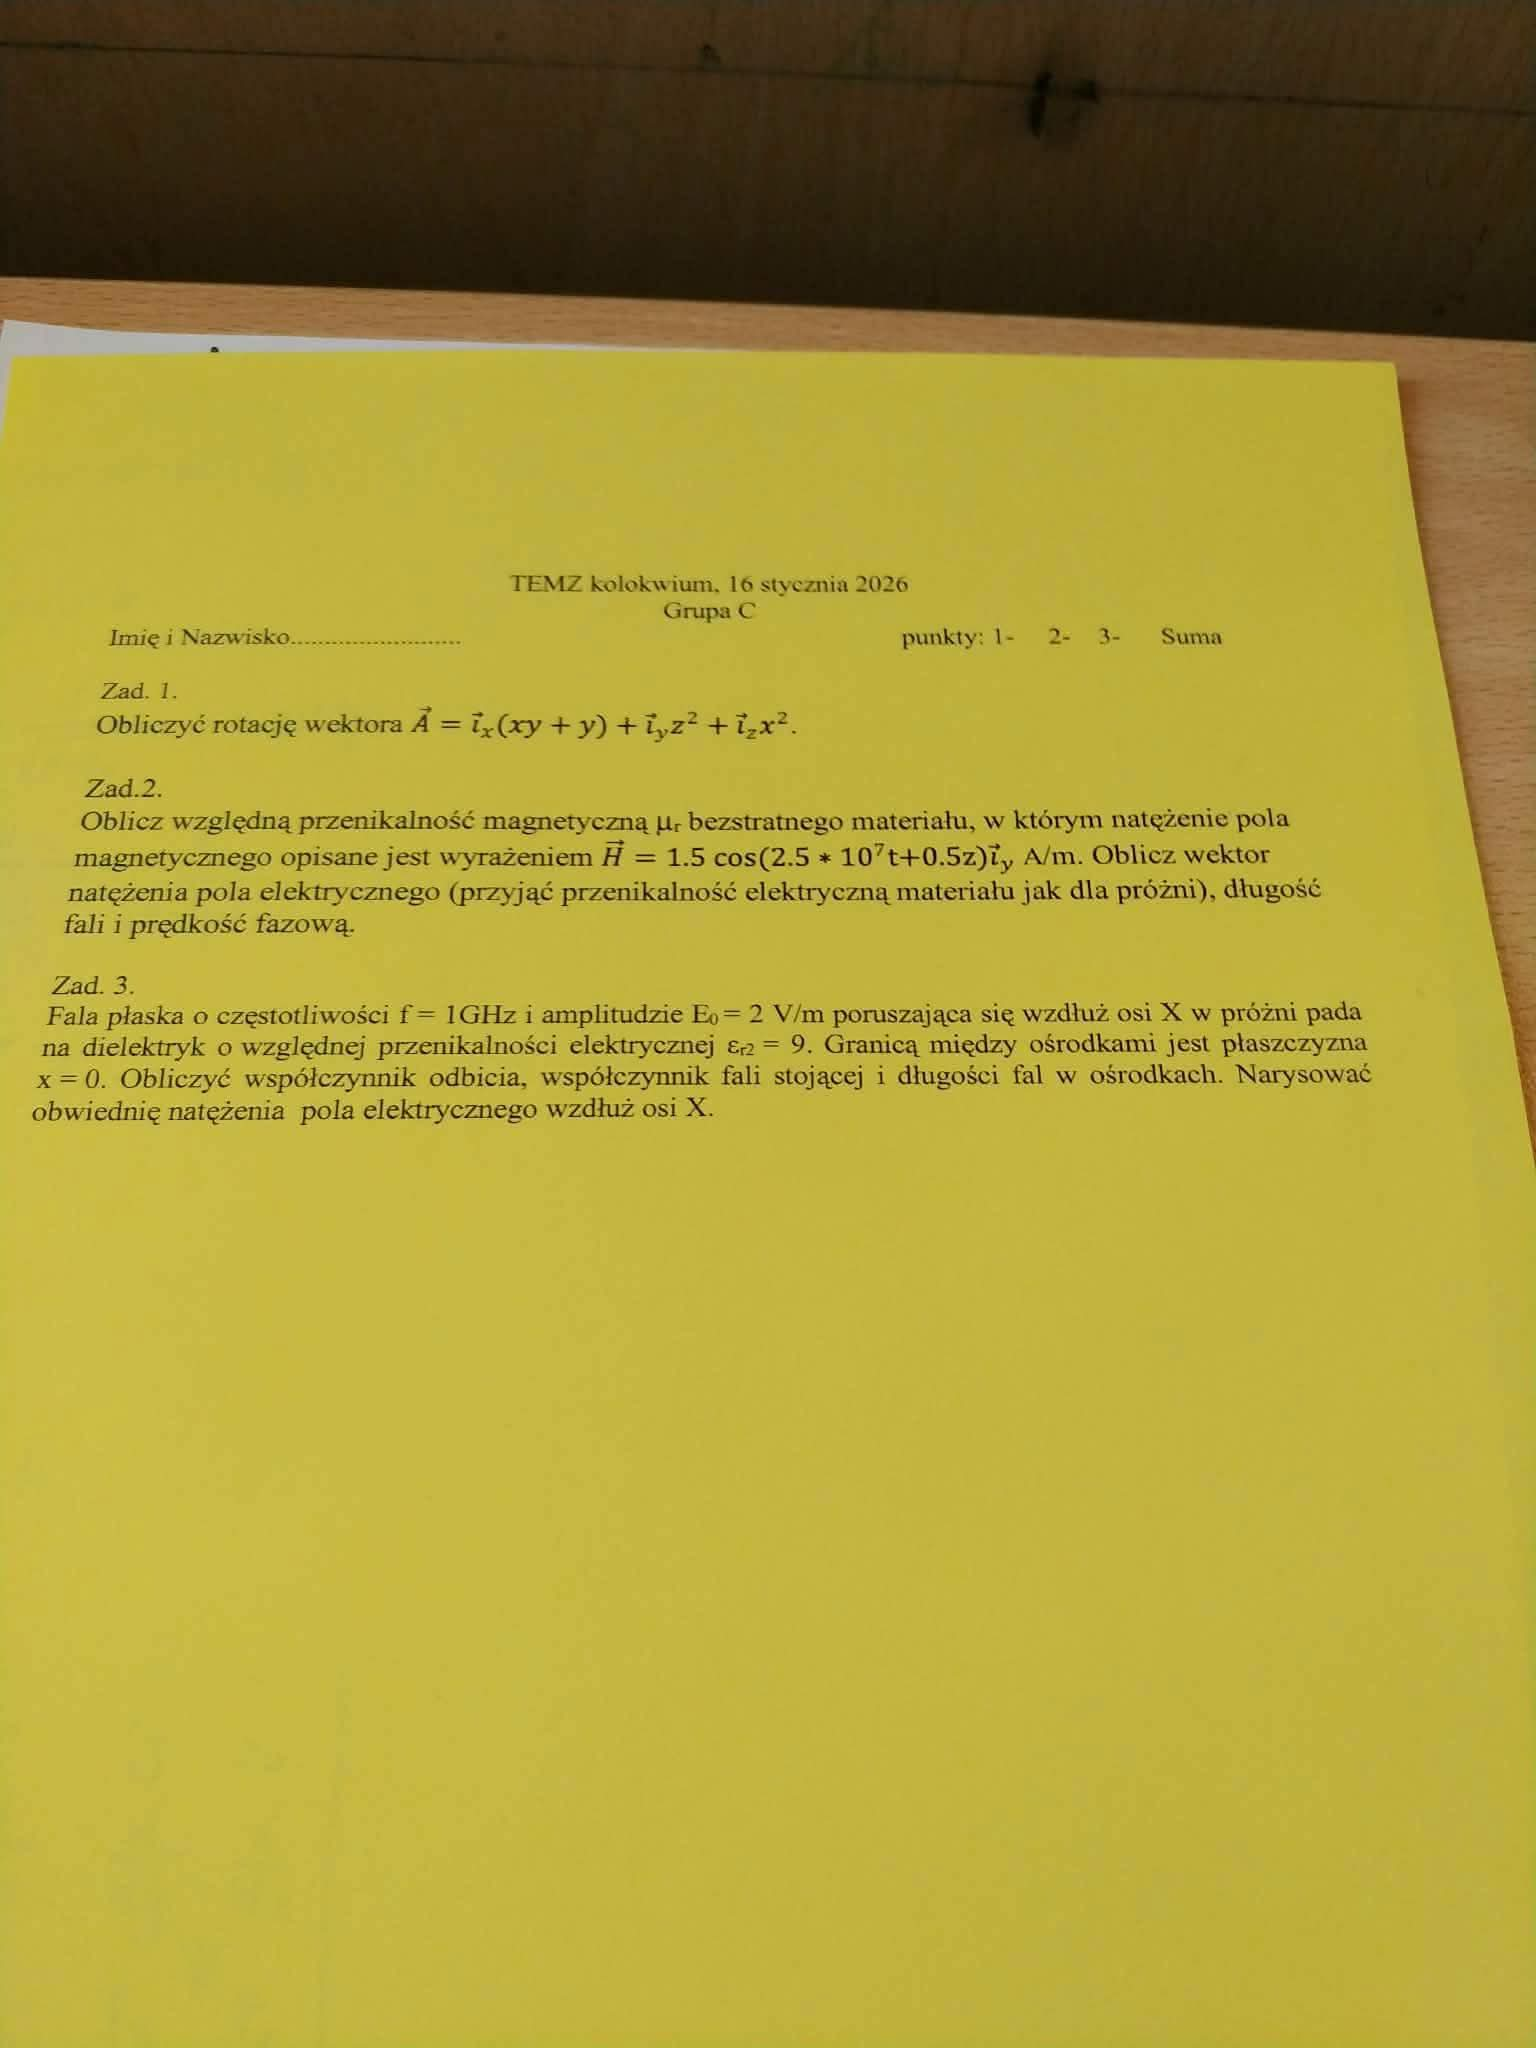 TEMZ kolokwium, 16 stycznia 2026
Grupa C
Imię i Nazwisko......................... punkty: 1- 2- 3- Suma
Zad. 1.
Obliczyć rotację wektora A⃗ = i⃗ₓ(xy + y) + i⃗ᵧz² + i⃗_zx².
Zad.2.
Oblicz względną przenikalność magnetyczną μᵣ bezstratnego materiału, w którym natężenie pola
magnetycznego opisane jest wyrażeniem H⃗ = 1.5 cos(2.5 * 10⁷t+0.5z)i⃗ᵧ A/m. Oblicz wektor
natężenia pola elektrycznego (przyjąć przenikalność elektryczną materiału jak dla próżni), długość
fali i prędkość fazową.
Zad. 3.
Fala płaska o częstotliwości f = 1GHz i amplitudzie E₀ = 2 V/m poruszająca się wzdłuż osi X w próżni pada
na dielektryk o względnej przenikalności elektrycznej εᵣ₂ = 9. Granicą między ośrodkami jest płaszczyzna
x = 0. Obliczyć współczynnik odbicia, współczynnik fali stojącej i długości fal w ośrodkach. Narysować
obwiednię natężenia pola elektrycznego wzdłuż osi X.